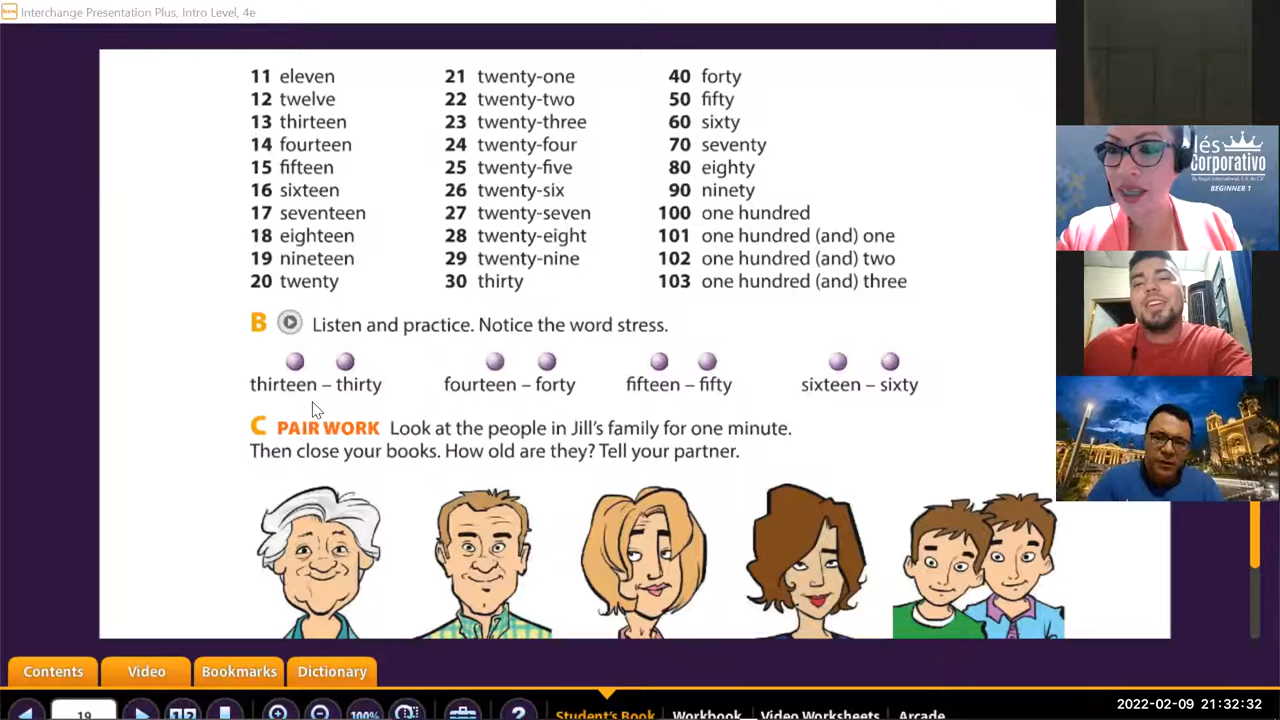 Interchange Presentation Plus, Intro Level, 4e
11 eleven 21 twenty-one 40 forty
12 twelve 22 twenty-two 50 fifty
13 thirteen 23 twenty-three 60 sixty
14 fourteen 24 twenty-four 70 seventy
15 fifteen 25 twenty-five 80 eighty
16 sixteen 26 twenty-six 90 ninety
17 seventeen 27 twenty-seven 100 one hundred
18 eighteen 28 twenty-eight 101 one hundred (and) one
19 nineteen 29 twenty-nine 102 one hundred (and) two
20 twenty 30 thirty 103 one hundred (and) three
B Listen and practice. Notice the word stress.
thirteen – thirty fourteen – forty fifteen – fifty sixteen – sixty
C PAIR WORK Look at the people in Jill's family for one minute.
Then close your books. How old are they? Tell your partner.
lés
Corporativo
By Regal International, S.A. de C.V.
BEGINNER 1
Contents Video Bookmarks Dictionary
19 100% ?
Student's Book Workbook Video Worksheets Arcade
2022-02-09 21:32:32